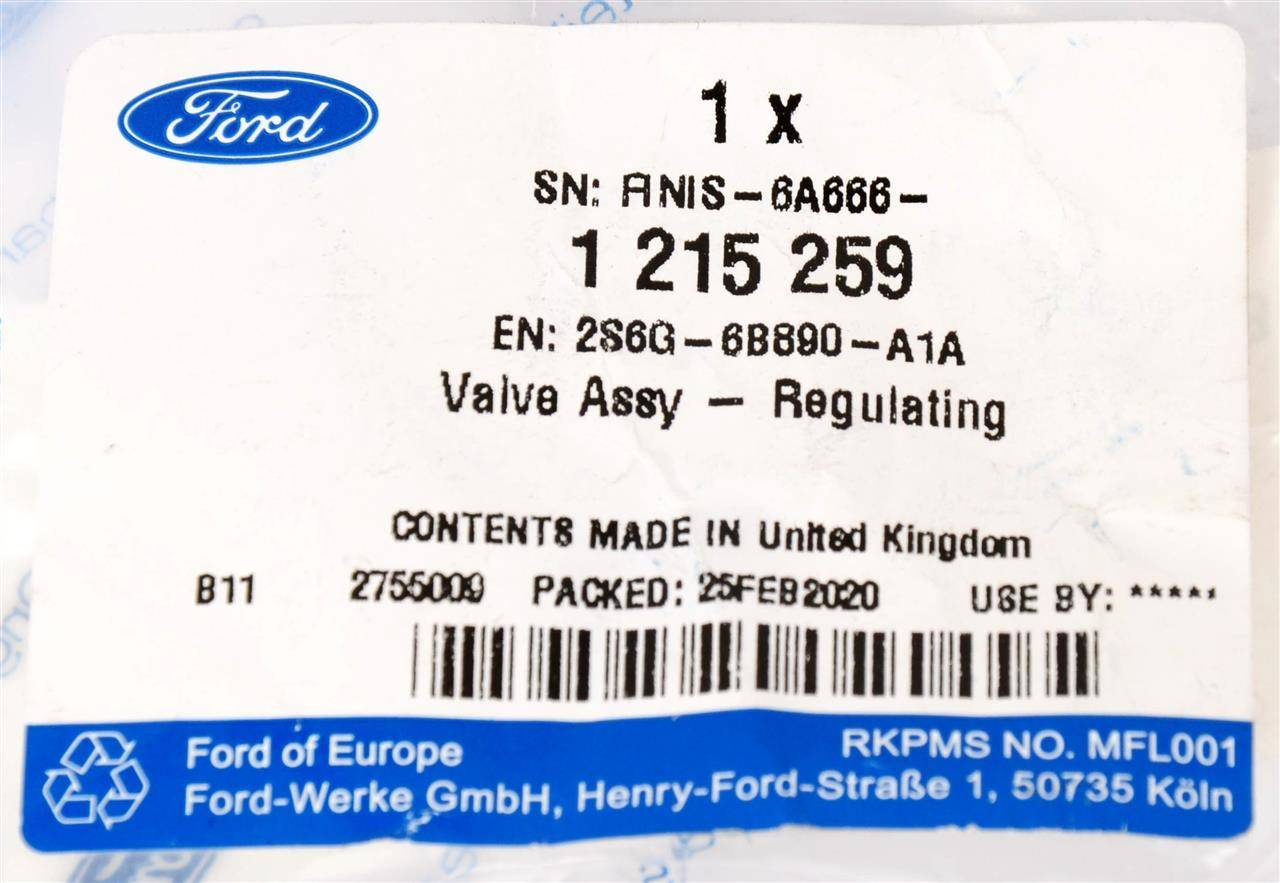 Ford
1 x
SN: ANIS-6A666-
1 215 259
EN: 2S6G-6B890-A1A
Valve Assy - Regulating
CONTENTS MADE IN United Kingdom
B11 2755009 PACKED: 25FEB2020 USE BY: *****
Ford of Europe RKPMS NO. MFL001
Ford-Werke GmbH, Henry-Ford-Straße 1, 50735 Köln